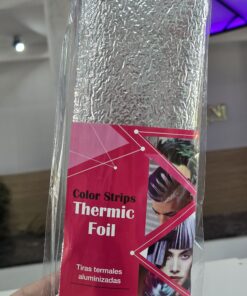 Color Strips
Thermic
Foil
Tiras termales
aluminizadas